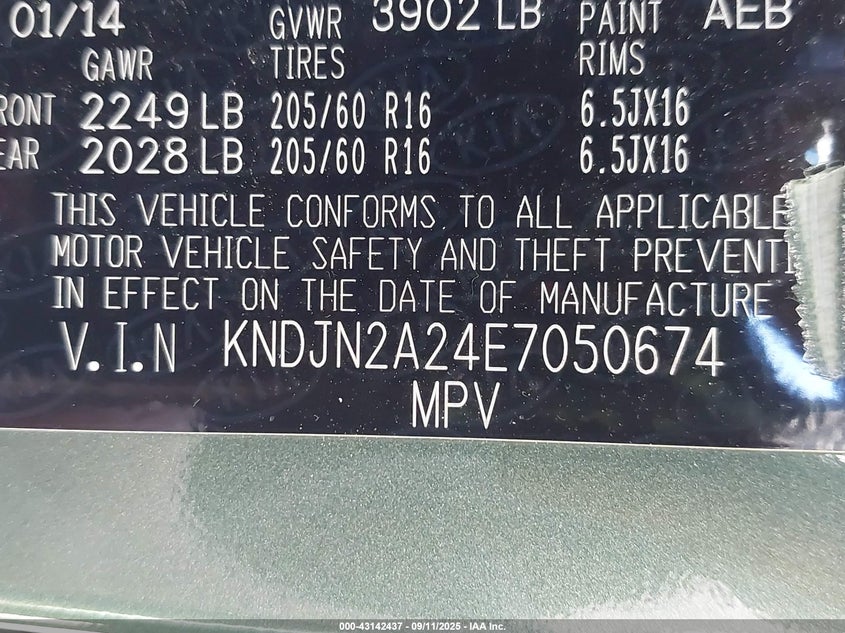 01/14 GVWR 3902 LB PAINT AEB
GAWR TIRES RIMS
RONT 2249 LB 205/60 R16 6.5JX16
EAR 2028 LB 205/60 R16 6.5JX16
THIS VEHICLE CONFORMS TO ALL APPLICABLE
MOTOR VEHICLE SAFETY AND THEFT PREVENTI
IN EFFECT ON THE DATE OF MANUFACTURE
V.I.N KNDJN2A24E7050674
MPV
000-43142437 - 09/11/2025 - IAA Inc.